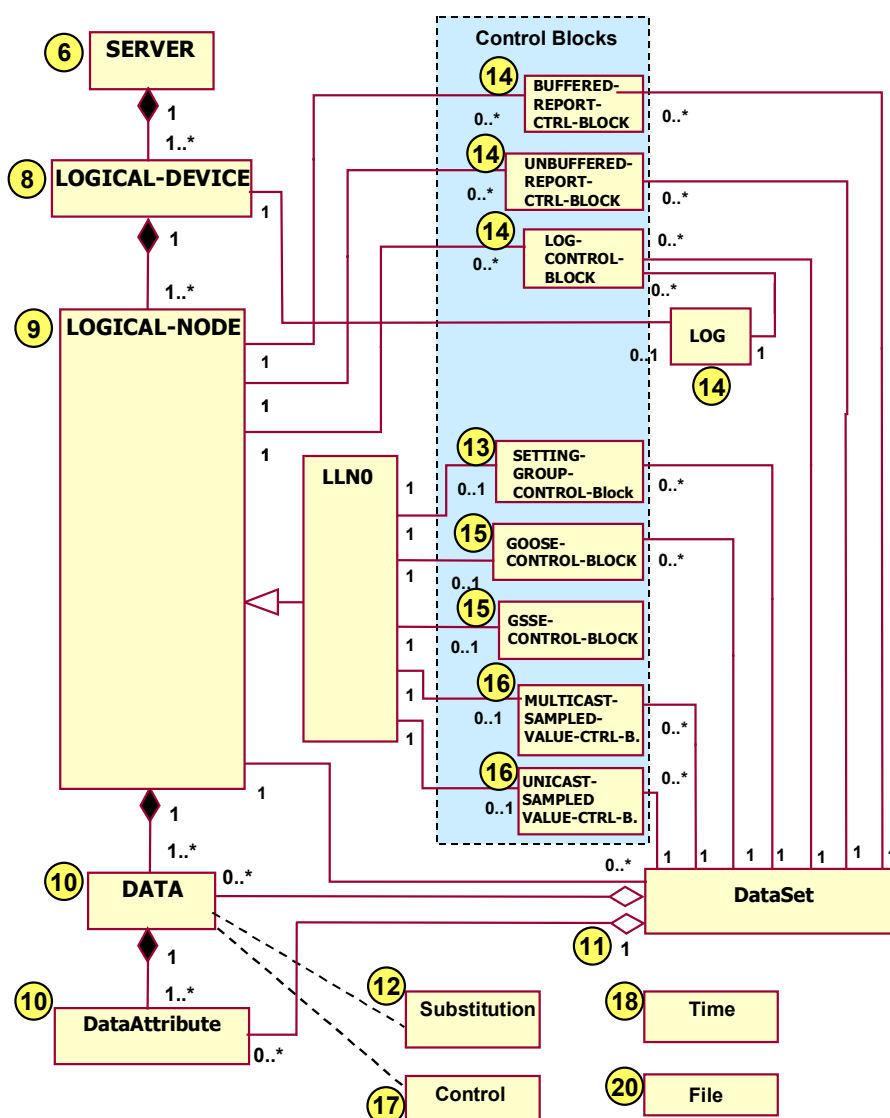 Control Blocks
6
SERVER
1
1..*
8
LOGICAL-DEVICE
1
1
1..*
9
LOGICAL-NODE
1
1
1
14
BUFFERED-
REPORT-
CTRL-BLOCK
0..*
0..*
14
UNBUFFERED-
REPORT-
CTRL-BLOCK
0..*
0..*
14
LOG-
CONTROL-
BLOCK
0..*
0..*
0..*
LOG
0..1
1
14
LLN0
1
1
1
1
1
1
13
SETTING-
GROUP-
CONTROL-Block
0..1
0..*
15
GOOSE-
CONTROL-BLOCK
0..1
0..*
15
GSSE-
CONTROL-BLOCK
0..1
16
MULTICAST-
SAMPLED-
VALUE-CTRL-B.
0..1
0..*
16
UNICAST-
SAMPLED
VALUE-CTRL-B.
0..1
0..*
1
1
1..*
10
DATA
0..*
0..*
1
1
1
1
1
1
1
DataSet
11
1
1
1..*
10
DataAttribute
0..*
12
Substitution
18
Time
17
Control
20
File